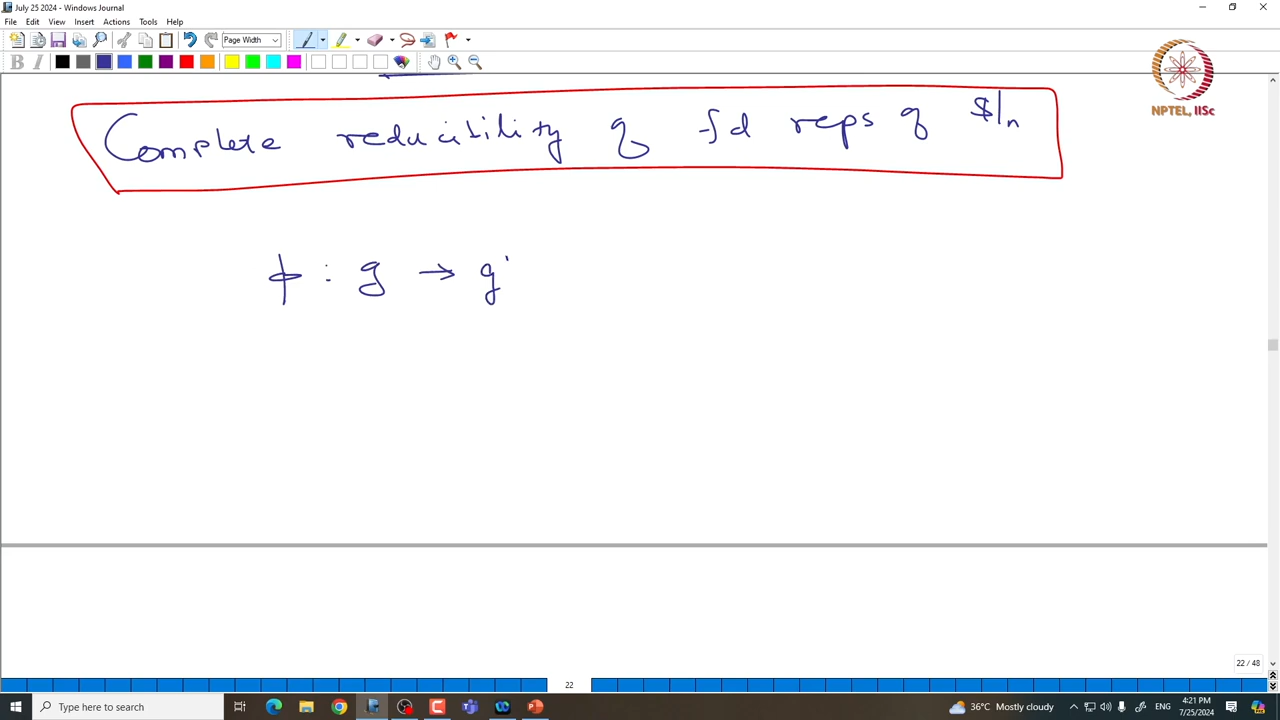 July 25 2024 - Windows Journal
File Edit View Insert Actions Tools Help
Page Width
B i
NPTEL, IISc
Complete reducibility of fd reps of sl_n
ϕ : g → g'
22 / 48
22
Type here to search
36°C Mostly cloudy
4:21 PM
7/25/2024